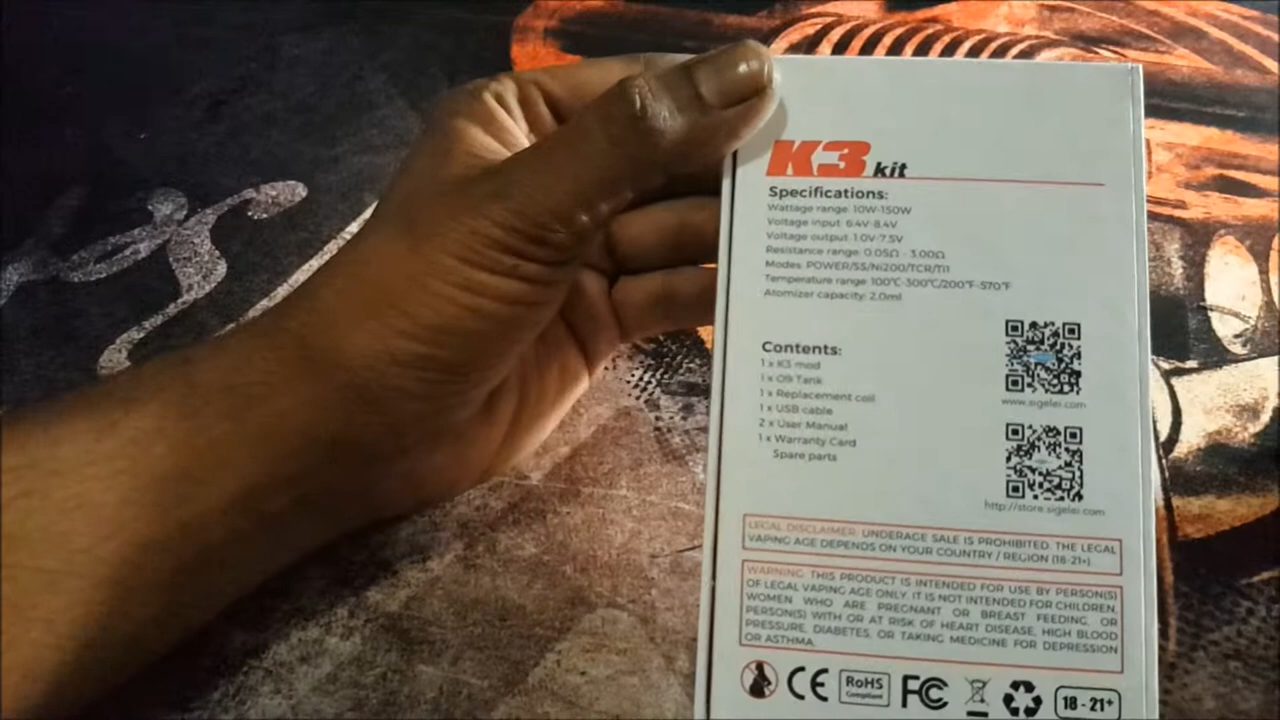 K3 kit
Specifications:
Wattage range: 10W-150W
Voltage input: 6.4V-8.4V
Voltage output: 1.0V-7.5V
Resistance range: 0.05Ω - 3.00Ω
Modes: POWER/SS/Ni200/TCR/Ti1
Temperature range: 100℃-300℃/200℉-570℉
Atomizer capacity: 2.0ml
Contents:
1 x K3 mod
1 x O9 Tank
1 x Replacement coil
1 x USB cable
2 x User Manual
1 x Warranty Card
Spare parts
www.sigelei.com
http://store.sigelei.com
LEGAL DISCLAIMER: UNDERAGE SALE IS PROHIBITED. THE LEGAL
VAPING AGE DEPENDS ON YOUR COUNTRY / REGION (18-21+)
WARNING: THIS PRODUCT IS INTENDED FOR USE BY PERSON(S)
OF LEGAL VAPING AGE ONLY. IT IS NOT INTENDED FOR CHILDREN,
WOMEN WHO ARE PREGNANT OR BREAST FEEDING, OR
PERSON(S) WITH OR AT RISK OF HEART DISEASE, HIGH BLOOD
PRESSURE, DIABETES, OR TAKING MEDICINE FOR DEPRESSION
OR ASTHMA.
CE RoHS Compliant FC 18 - 21+